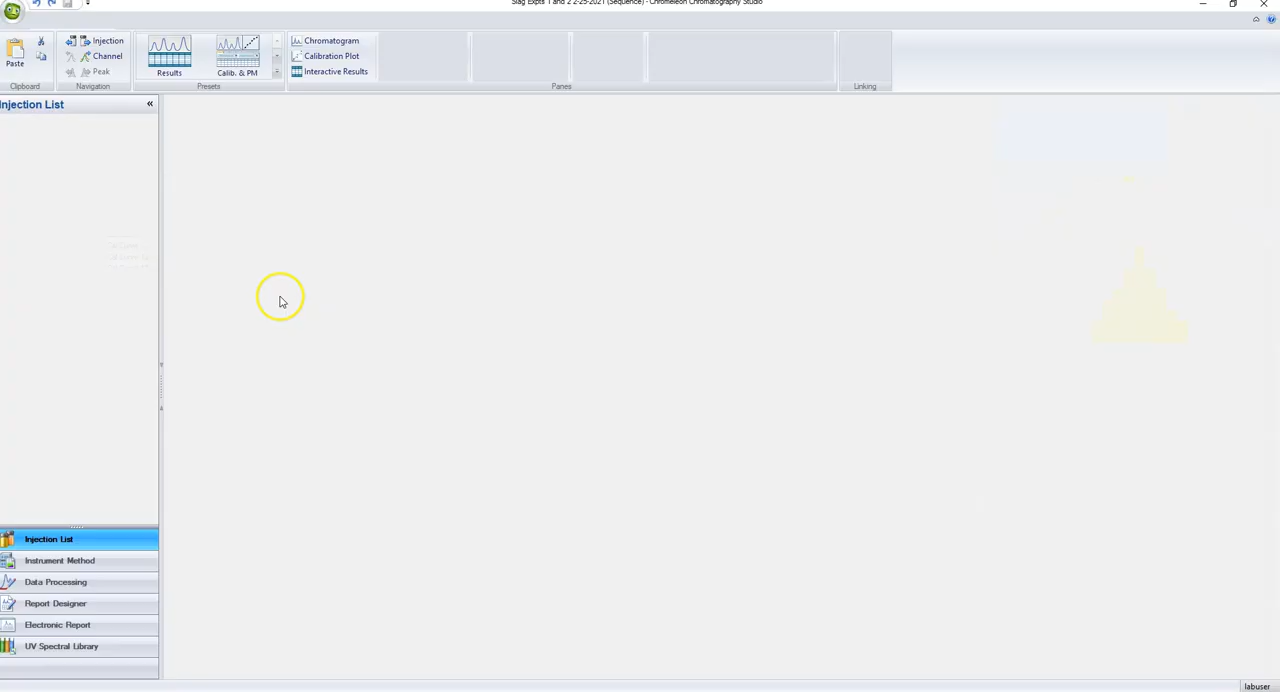 Slag Expts 1 and 2 2-25-2021 (Sequence) - Chromeleon Chromatography Studio
Paste
Clipboard
Injection
Channel
Peak
Navigation
Results
Calib. & PM
Presets
Chromatogram
Calibration Plot
Interactive Results
Panes
Linking
Injection List
Injection List
Instrument Method
Data Processing
Report Designer
Electronic Report
UV Spectral Library
labuser